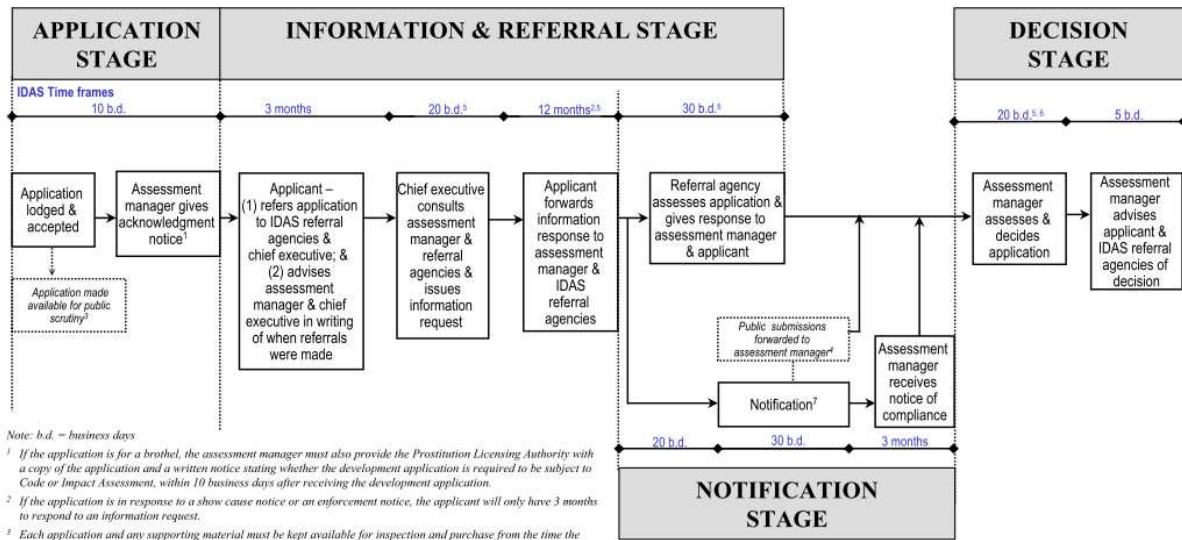 APPLICATION
STAGE
INFORMATION & REFERRAL STAGE
DECISION
STAGE
IDAS Time frames
10 b.d.
3 months
20 b.d.⁵
12 months²,⁵
30 b.d.⁸
20 b.d.⁵,⁶
5 b.d.
Application
lodged &
accepted
Assessment
manager gives
acknowledgment
notice¹
Applicant –
(1) refers application
to IDAS referral
agencies &
chief executive; &
(2) advises
assessment
manager & chief
executive in writing
of when referrals
were made
Chief executive
consults
assessment
manager &
referral
agencies &
issues
information
request
Applicant
forwards
information
response to
assessment
manager &
IDAS
referral
agencies
Referral agency
assesses application &
gives response to
assessment manager
& applicant
Assessment
manager
assesses &
decides
application
Assessment
manager
advises
applicant &
IDAS referral
agencies of
decision
Application made
available for public
scrutiny³
Public submissions
forwarded to
assessment manager⁴
Notification⁷
Assessment
manager
receives
notice of
compliance
20 b.d.
30 b.d.
3 months
NOTIFICATION
STAGE
Note: b.d. = business days
¹ If the application is for a brothel, the assessment manager must also provide the Prostitution Licensing Authority with
a copy of the application and a written notice stating whether the development application is required to be subject to
Code or Impact Assessment, within 10 business days after receiving the development application.
² If the application is in response to a show cause notice or an enforcement notice, the applicant will only have 3 months
to respond to an information request.
³ Each application and any supporting material must be kept available for inspection and purchase from the time the